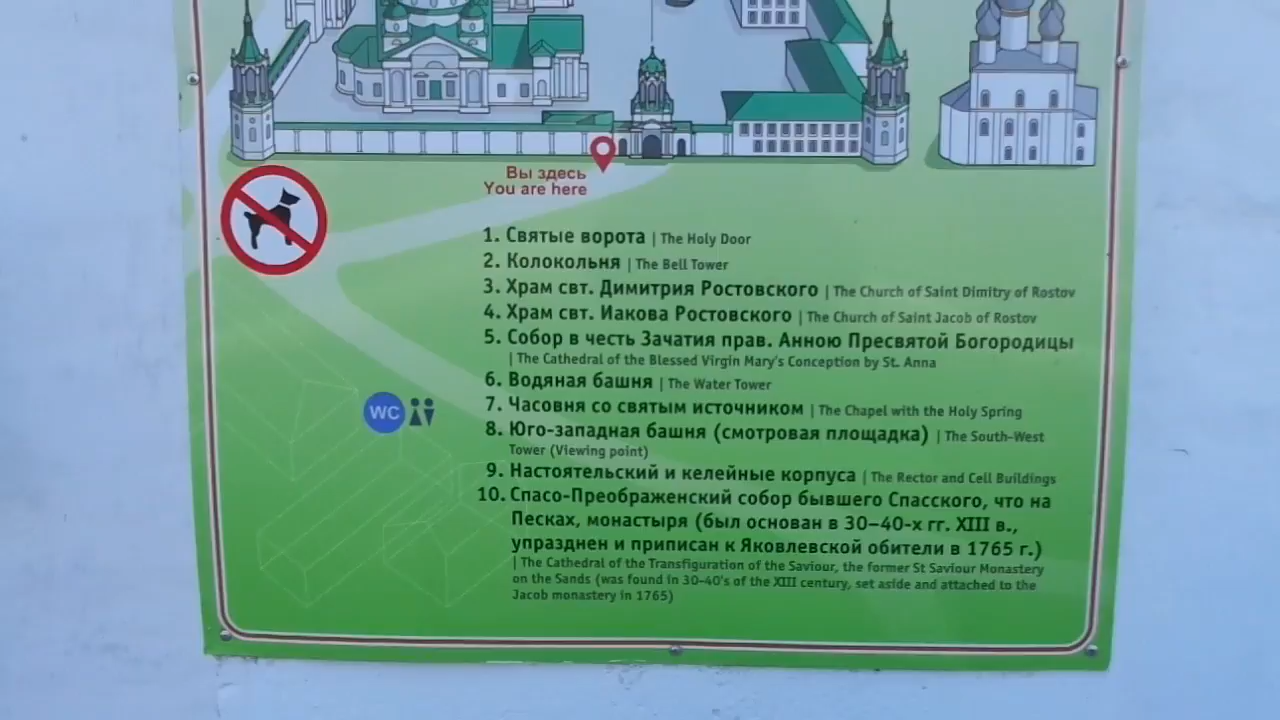 Вы здесь
You are here
1. Святые ворота | The Holy Door
2. Колокольня | The Bell Tower
3. Храм свт. Димитрия Ростовского | The Church of Saint Dimitry of Rostov
4. Храм свт. Иакова Ростовского | The Church of Saint Jacob of Rostov
5. Собор в честь Зачатия прав. Анною Пресвятой Богородицы
| The Cathedral of the Blessed Virgin Mary's Conception by St. Anna
6. Водяная башня | The Water Tower
7. Часовня со святым источником | The Chapel with the Holy Spring
WC
8. Юго-западная башня (смотровая площадка) | The South-West
Tower (Viewing point)
9. Настоятельский и келейные корпуса | The Rector and Cell Buildings
10. Спасо-Преображенский собор бывшего Спасского, что на
Песках, монастыря (был основан в 30–40-х гг. XIII в.,
упразднен и приписан к Яковлевской обители в 1765 г.)
| The Cathedral of the Transfiguration of the Saviour, the former St Saviour Monastery
on the Sands (was found in 30-40's of the XIII century, set aside and attached to the
Jacob monastery in 1765)